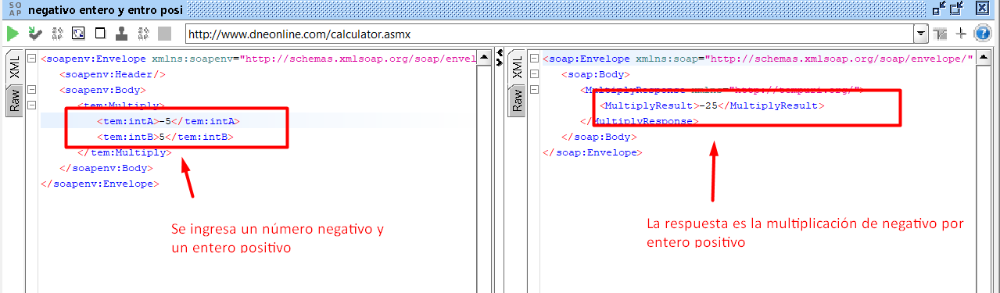 SO
AP
negativo entero y entro posi
http://www.dneonline.com/calculator.asmx
XML
Raw
<soapenv:Envelope xmlns:soapenv="http://schemas.xmlsoap.org/soap/envel
<soapenv:Header/>
<soapenv:Body>
<tem:Multiply>
<tem:intA>-5</tem:intA>
<tem:intB>5</tem:intB>
</tem:Multiply>
</soapenv:Body>
</soapenv:Envelope>
Se ingresa un número negativo y
un entero positivo
XML
Raw
<soap:Envelope xmlns:soap="http://schemas.xmlsoap.org/soap/envelope/"
<soap:Body>
<MultiplyResponse xmlns="http://tempuri.org/">
<MultiplyResult>-25</MultiplyResult>
</MultiplyResponse>
</soap:Body>
</soap:Envelope>
La respuesta es la multiplicación de negativo por
entero positivo